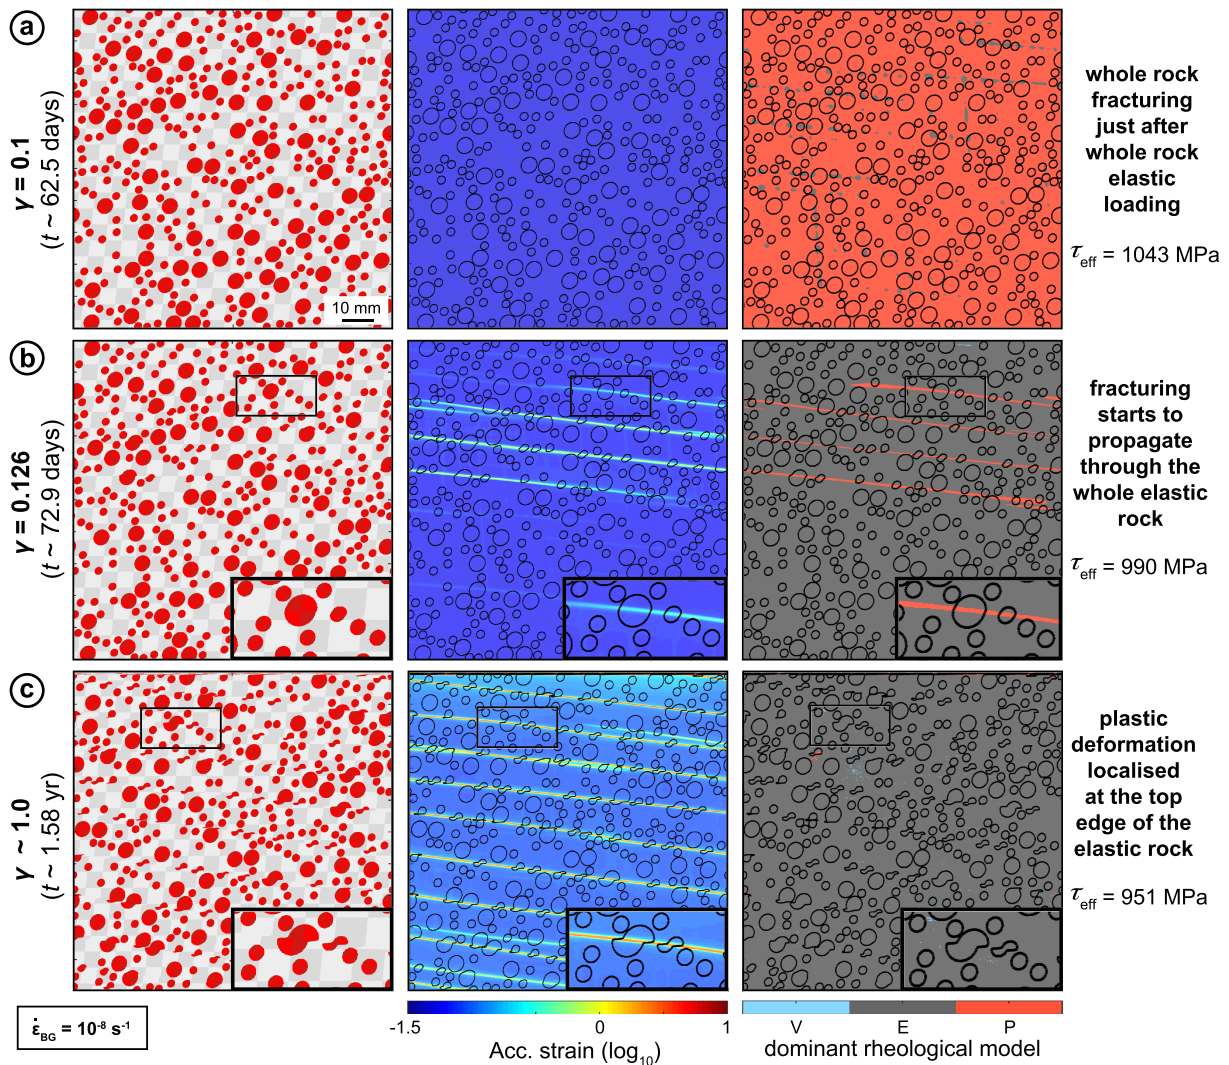 a
γ = 0.1
(t ~ 62.5 days)
10 mm
whole rock
fracturing
just after
whole rock
elastic
loading
τeff = 1043 MPa
b
γ = 0.126
(t ~ 72.9 days)
fracturing
starts to
propagate
through the
whole elastic
rock
τeff = 990 MPa
c
γ ~ 1.0
(t ~ 1.58 yr)
plastic
deformation
localised
at the top
edge of the
elastic rock
τeff = 951 MPa
ε̇BG = 10⁻⁸ s⁻¹
-1.5 0 1
Acc. strain (log₁₀)
V E P
dominant rheological model